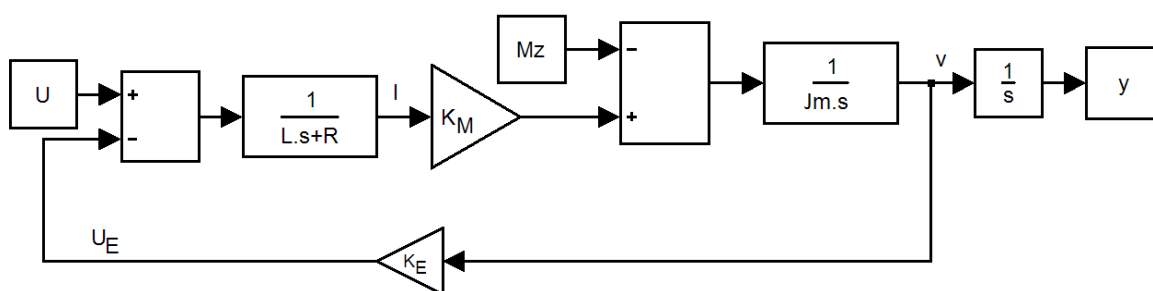 Mz
-
+
U
+
-
1
L.s+R
I
K_M
1
Jm.s
v
1
s
y
U_E
K_E